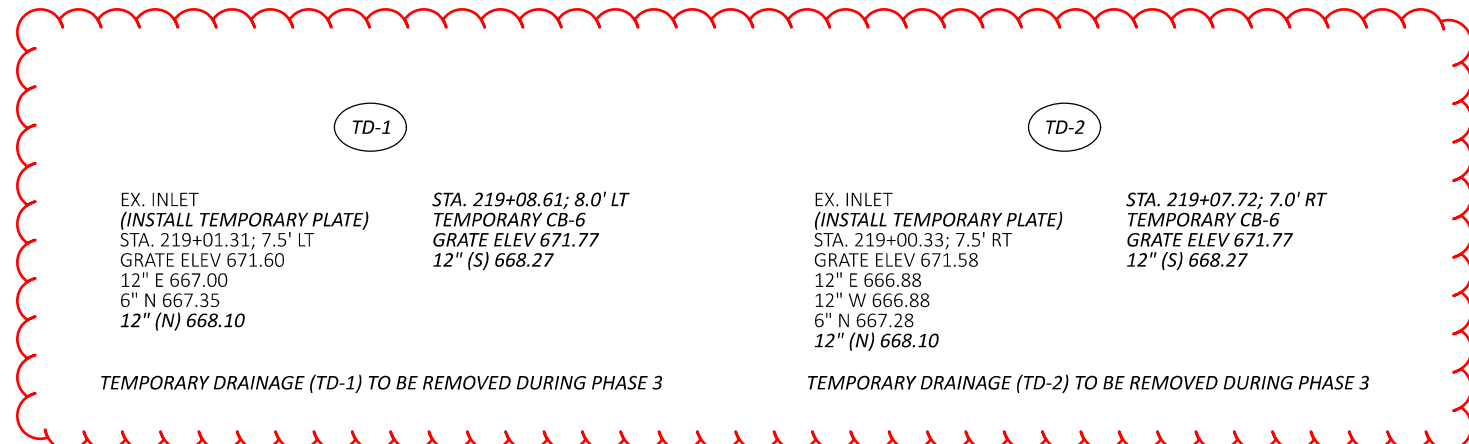 TD-1
EX. INLET
(INSTALL TEMPORARY PLATE)
STA. 219+01.31; 7.5' LT
GRATE ELEV 671.60
12" E 667.00
6" N 667.35
12" (N) 668.10
STA. 219+08.61; 8.0' LT
TEMPORARY CB-6
GRATE ELEV 671.77
12" (S) 668.27
TEMPORARY DRAINAGE (TD-1) TO BE REMOVED DURING PHASE 3
TD-2
EX. INLET
(INSTALL TEMPORARY PLATE)
STA. 219+00.33; 7.5' RT
GRATE ELEV 671.58
12" E 666.88
12" W 666.88
6" N 667.28
12" (N) 668.10
STA. 219+07.72; 7.0' RT
TEMPORARY CB-6
GRATE ELEV 671.77
12" (S) 668.27
TEMPORARY DRAINAGE (TD-2) TO BE REMOVED DURING PHASE 3